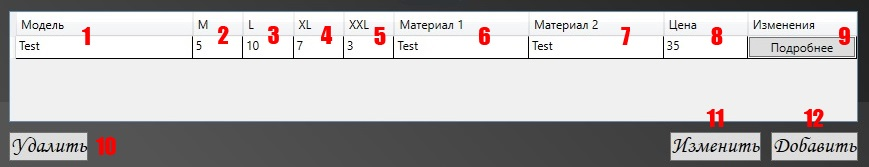 Модель M L XL XXL Материал 1 Материал 2 Цена Изменения
1 2 3 4 5 6 7 8 9
Test 5 10 7 3 Test Test 35 Подробнее
11 12
Удалить 10 Изменить Добавить